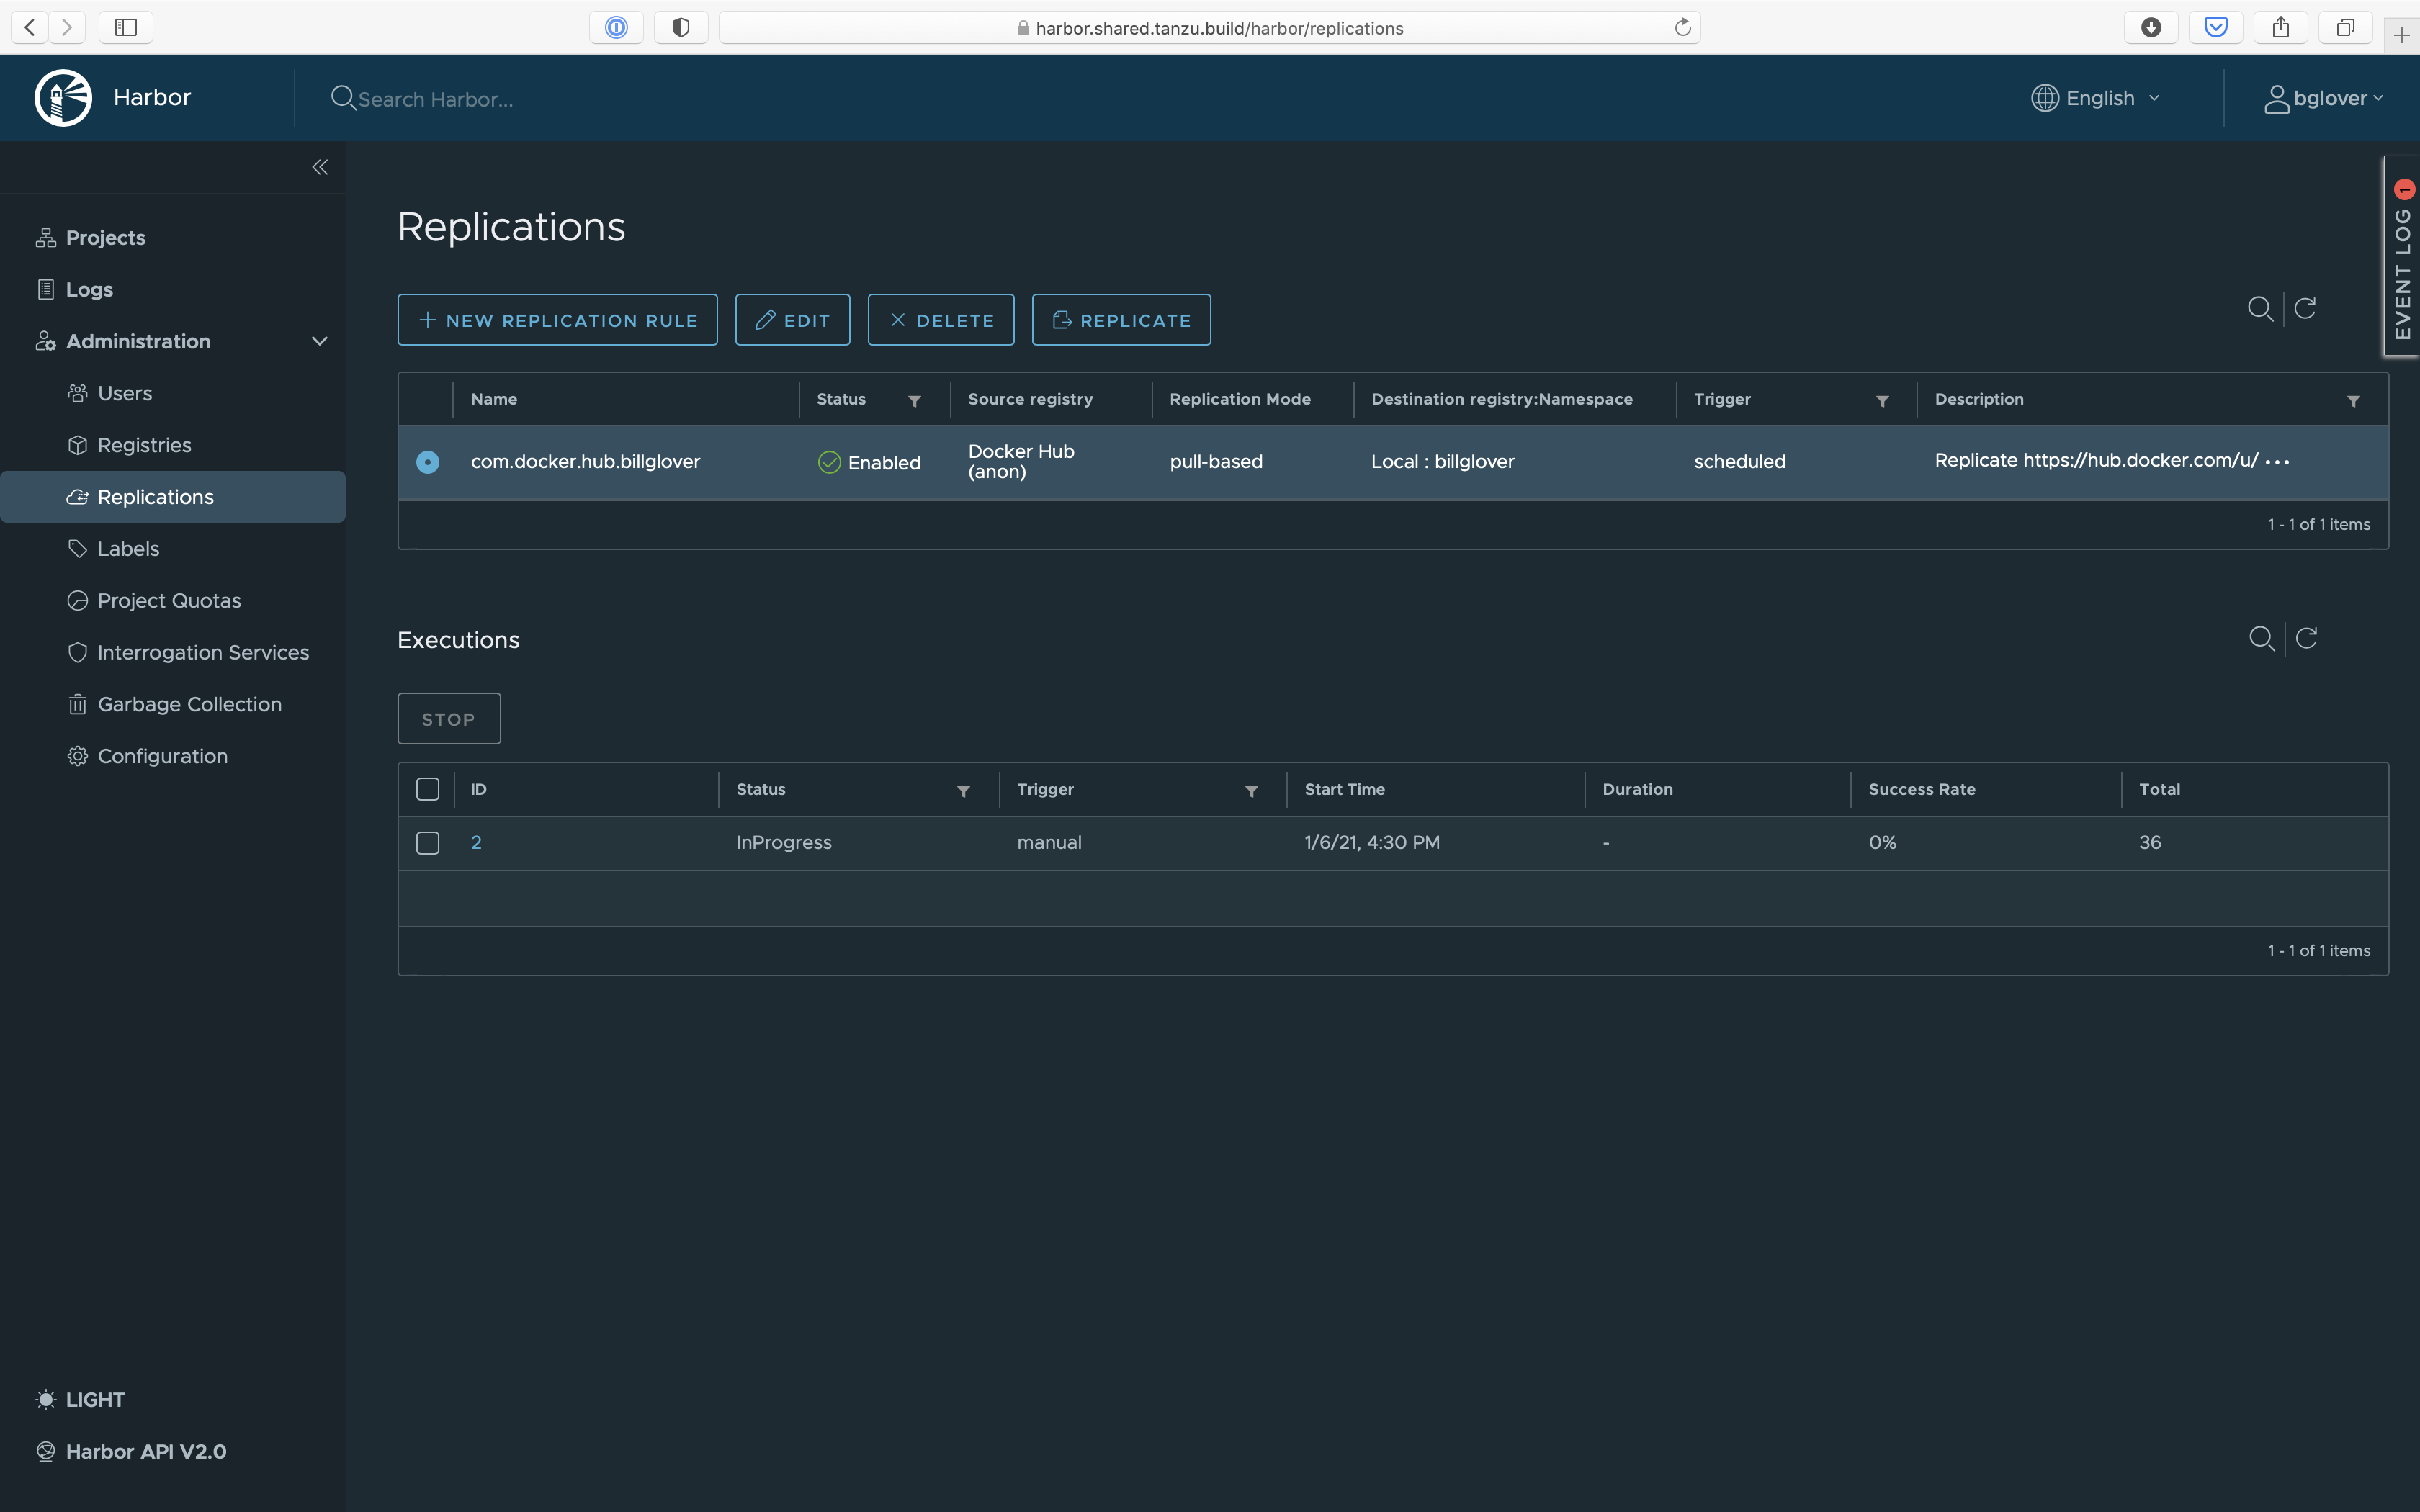 harbor.shared.tanzu.build/harbor/replications
Harbor
Search Harbor...
English
bglover
EVENT LOG 1
Projects
Logs
Administration
Users
Registries
Replications
Labels
Project Quotas
Interrogation Services
Garbage Collection
Configuration
LIGHT
Harbor API V2.0
Replications
+ NEW REPLICATION RULE
EDIT
DELETE
REPLICATE
Name Status Source registry Replication Mode Destination registry:Namespace Trigger Description
com.docker.hub.billglover Enabled Docker Hub (anon) pull-based Local : billglover scheduled Replicate https://hub.docker.com/u/ ...
1 - 1 of 1 items
Executions
STOP
ID Status Trigger Start Time Duration Success Rate Total
2 InProgress manual 1/6/21, 4:30 PM - 0% 36
1 - 1 of 1 items